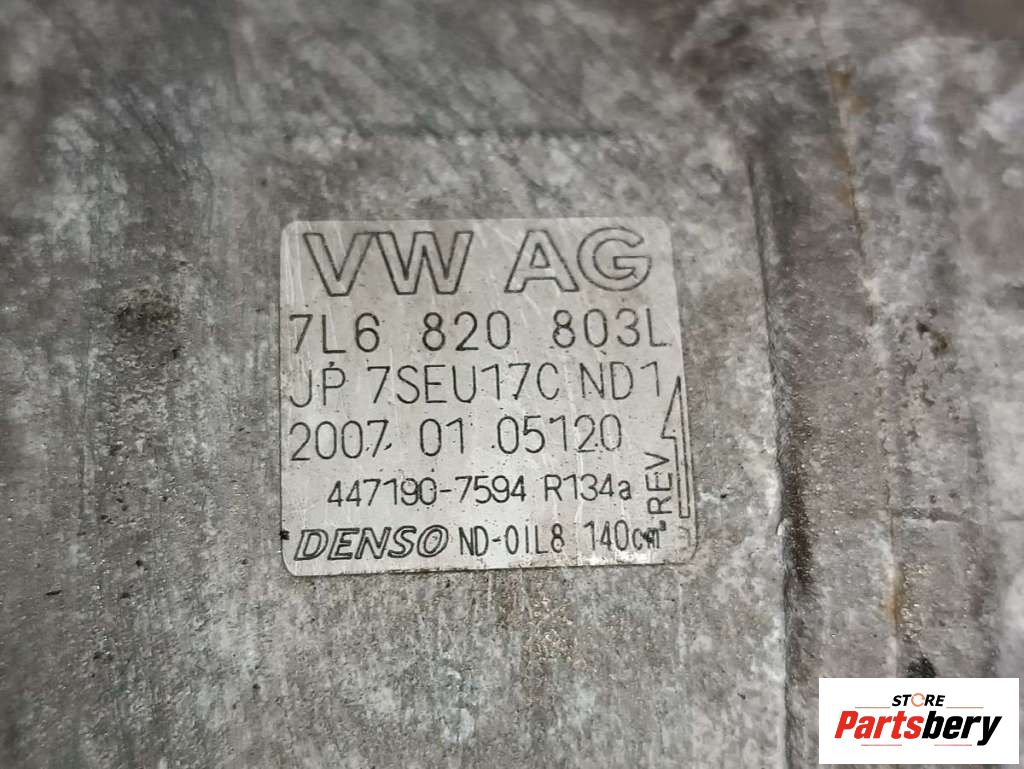 VW AG
7L6 820 803L
JP 7SEU17C ND1
2007 01 05120
447190-7594 R134a
REV
DENSO ND-OIL8 140cm³
STORE
Partsbery